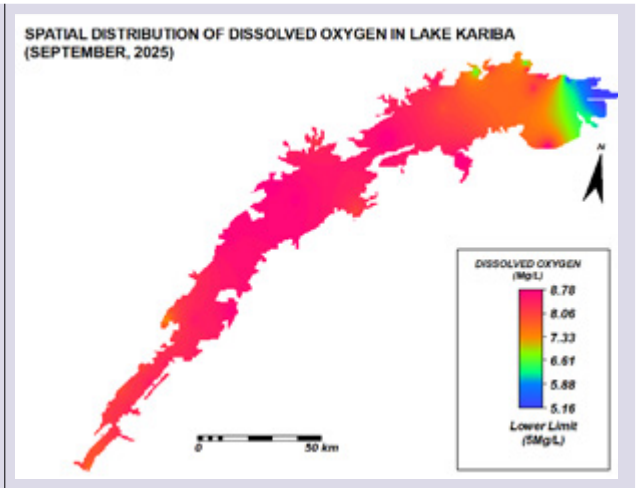 SPATIAL DISTRIBUTION OF DISSOLVED OXYGEN IN LAKE KARIBA
(SEPTEMBER, 2025)
N
DISSOLVED OXYGEN
(Mg/L)
8.78
8.06
7.33
6.61
5.88
5.16
Lower Limit
(5Mg/L)
0 50 km